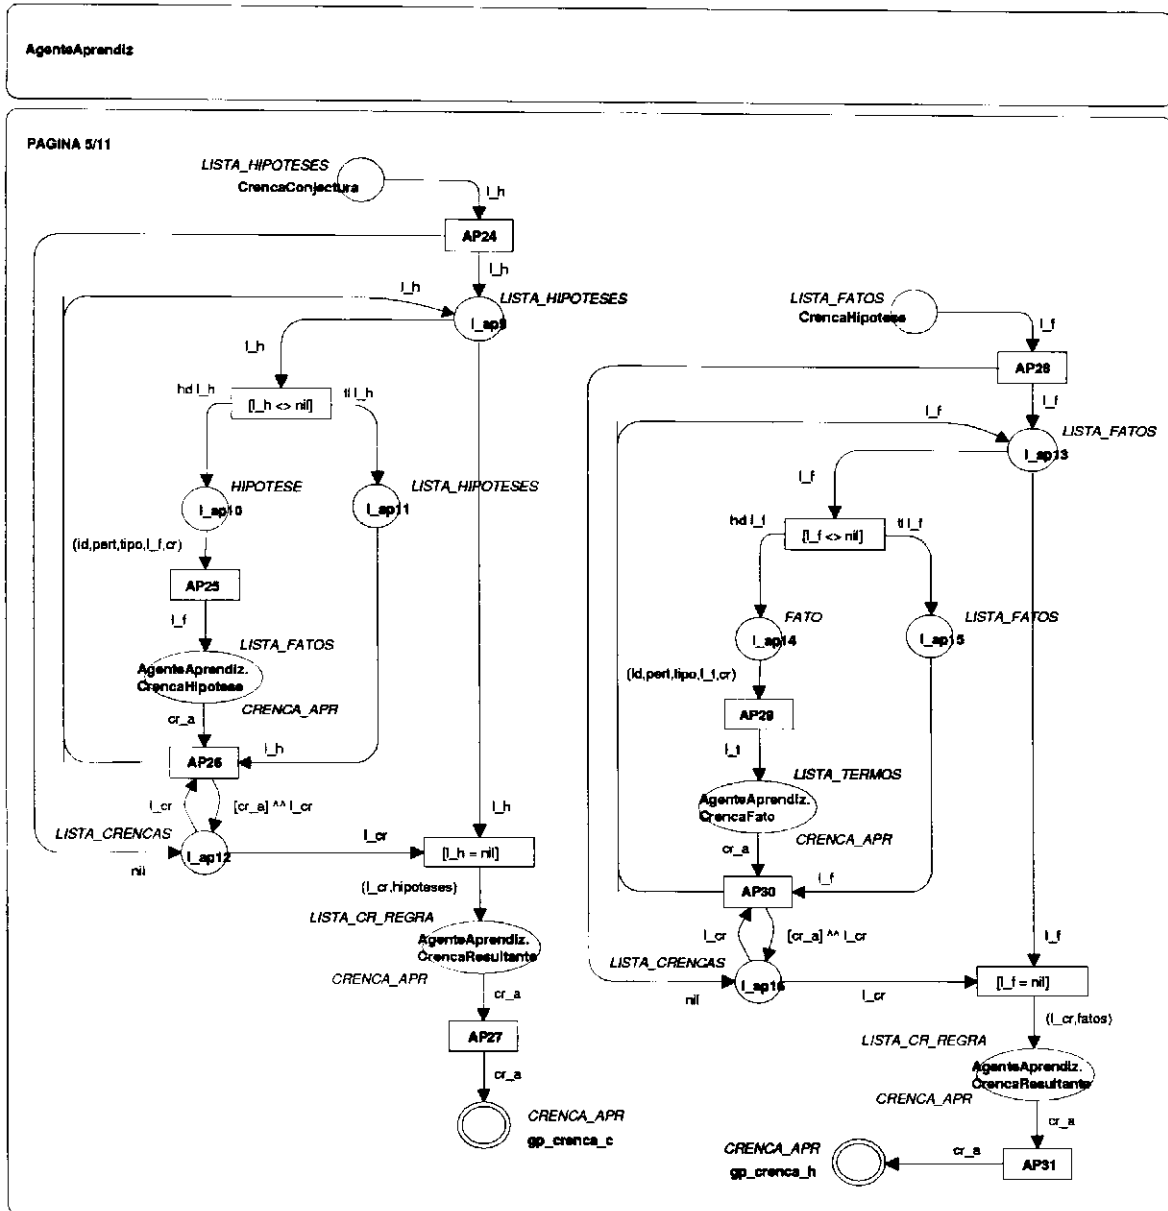 AgenteAprendiz
PAGINA 5/11
LISTA_HIPOTESES
CrencaConjectura
l_h
AP24
l_h
l_h
LISTA_HIPOTESES
l_ap9
l_h
hd l_h
tl l_h
[l_h <> nil]
HIPOTESE
LISTA_HIPOTESES
l_ap10
l_ap11
(id,pert,tipo,l_f,cr)
AP25
l_f
LISTA_FATOS
AgenteAprendiz.
CrencaHipotese
CRENCA_APR
cr_a
AP26
l_h
l_cr
[cr_a] ^^ l_cr
LISTA_CRENCAS
l_ap12
nil
l_cr
l_h
[l_h = nil]
(l_cr,hipoteses)
LISTA_CR_REGRA
AgenteAprendiz.
CrencaResultante
CRENCA_APR
cr_a
AP27
cr_a
CRENCA_APR
gp_crenca_c
LISTA_FATOS
CrencaHipotese
l_f
AP28
l_f
l_f
LISTA_FATOS
l_ap13
l_f
hd l_f
tl l_f
[l_f <> nil]
FATO
LISTA_FATOS
l_ap14
l_ap15
(id,pert,tipo,l_f,cr)
AP29
l_t
LISTA_TERMOS
AgenteAprendiz.
CrencaFato
CRENCA_APR
cr_a
AP30
l_f
l_cr
[cr_a] ^^ l_cr
LISTA_CRENCAS
l_ap16
nil
l_cr
l_f
[l_f = nil]
(l_cr,fatos)
LISTA_CR_REGRA
AgenteAprendiz.
CrencaResultante
CRENCA_APR
cr_a
AP31
cr_a
CRENCA_APR
gp_crenca_h